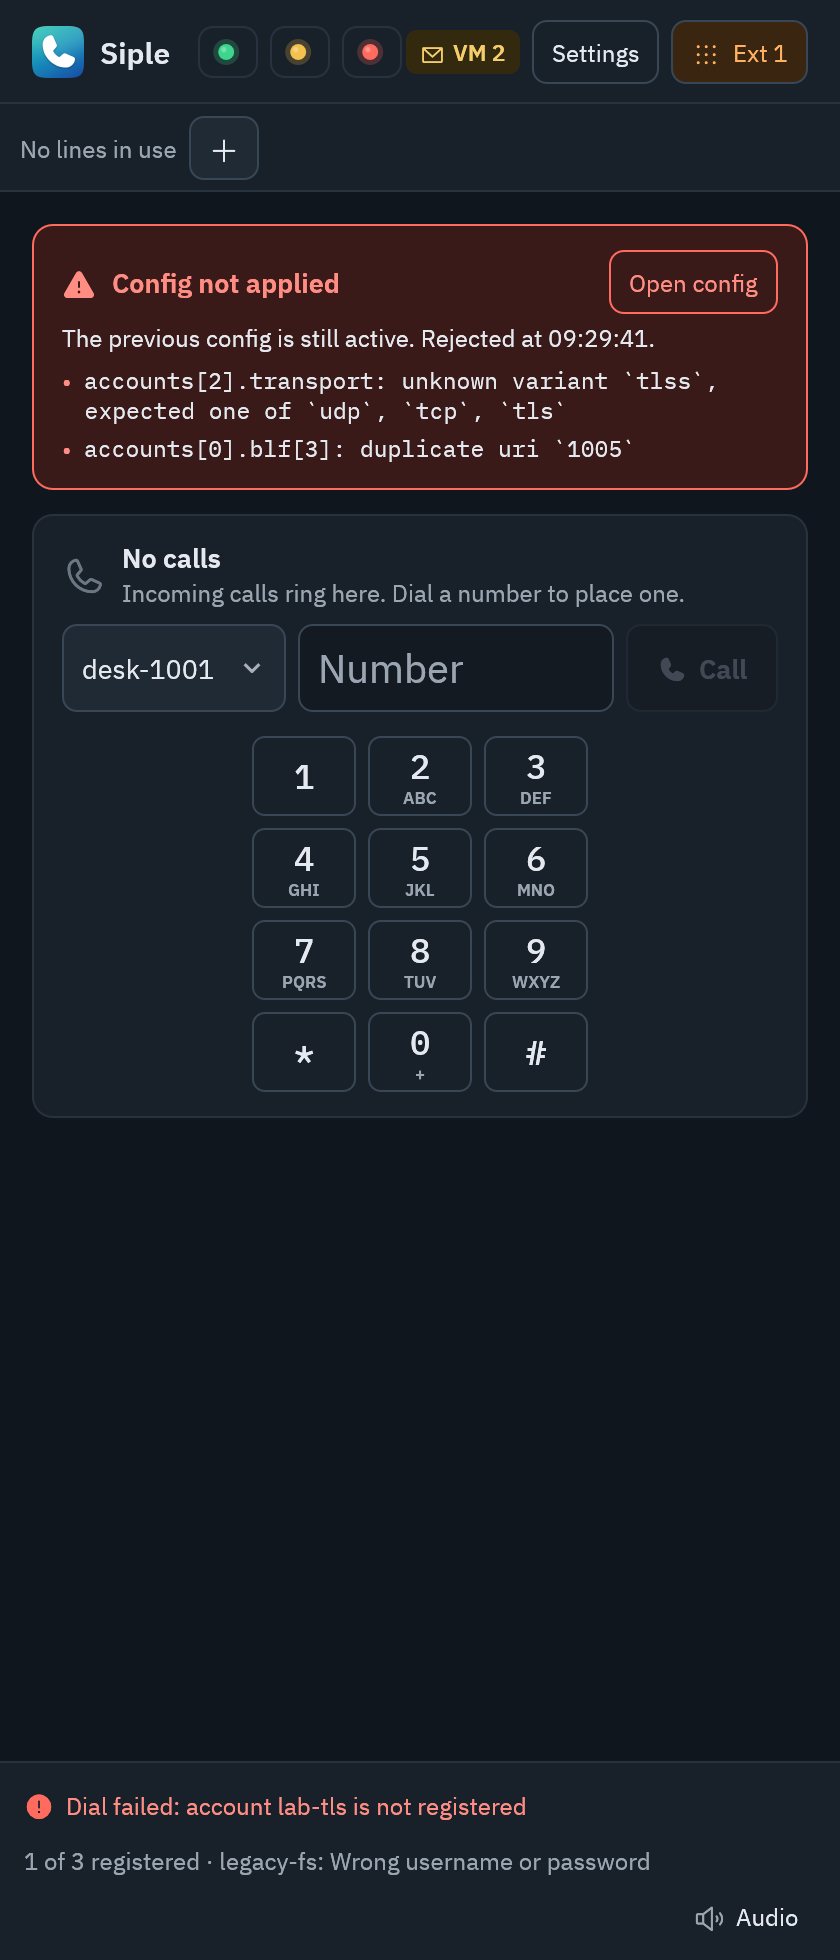 Siple
VM 2
Settings
Ext 1
No lines in use
Config not applied
Open config
The previous config is still active. Rejected at 09:29:41.
• accounts[2].transport: unknown variant `tlss`,
expected one of `udp`, `tcp`, `tls`
• accounts[0].blf[3]: duplicate uri `1005`
No calls
Incoming calls ring here. Dial a number to place one.
desk-1001
Number
Call
1
2
ABC
3
DEF
4
GHI
5
JKL
6
MNO
7
PQRS
8
TUV
9
WXYZ
*
0
+
#
Dial failed: account lab-tls is not registered
1 of 3 registered · legacy-fs: Wrong username or password
Audio